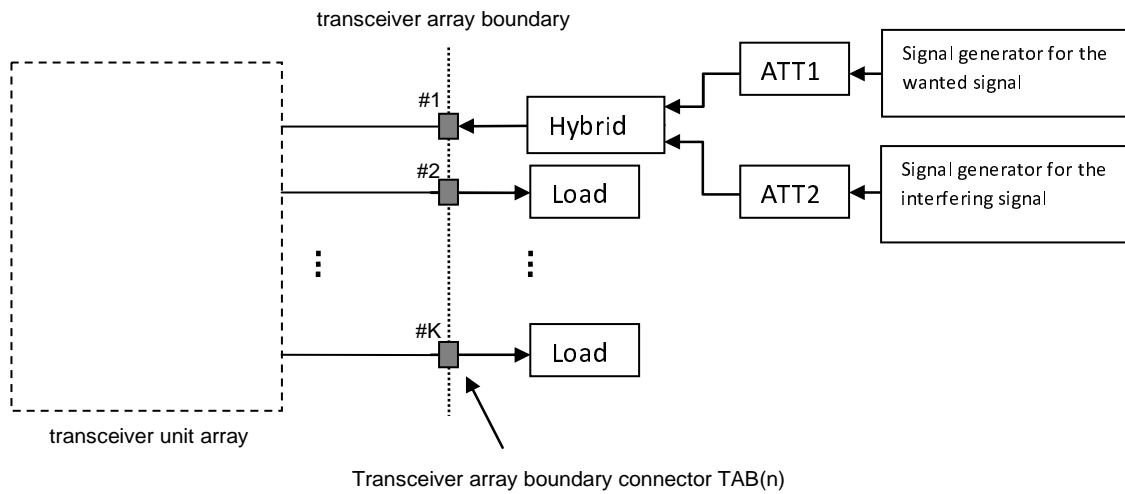 transceiver array boundary
Signal generator for the
wanted signal
ATT1
#1
Hybrid
#2
Load
ATT2
Signal generator for the
interfering signal
#K
Load
transceiver unit array
Transceiver array boundary connector TAB(n)